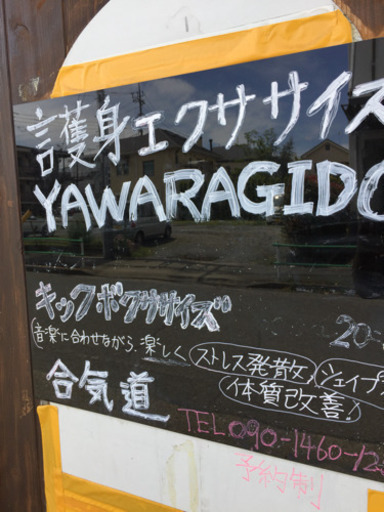 護身エクササイズ
YAWARAGIDO
キックボクササイズ
20-
音楽に合わせながら、楽しく
ストレス発散
シェイプ
体質改善!
合気道
TEL090-1460-12
予約制